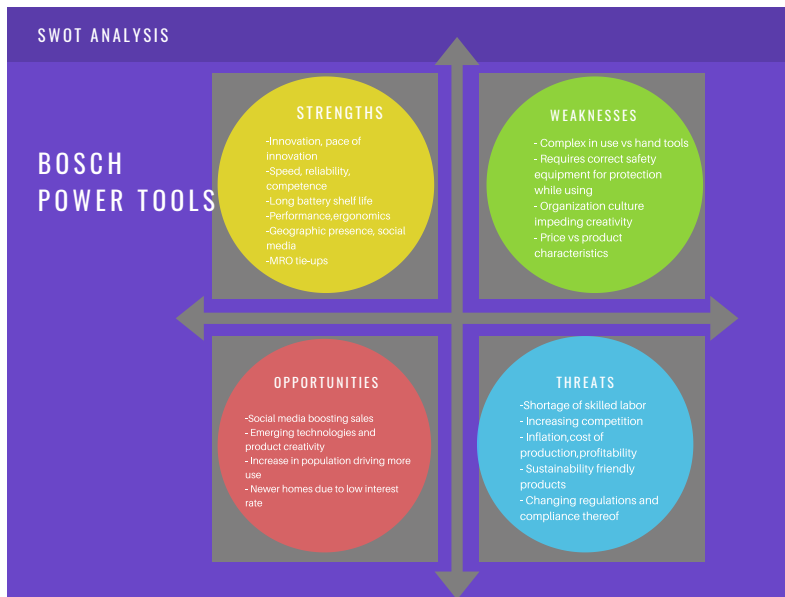 SWOT ANALYSIS
BOSCH
POWER TOOLS
STRENGTHS
-Innovation, pace of
innovation
-Speed, reliability,
competence
-Long battery shelf life
-Performance,ergonomics
-Geographic presence, social
media
-MRO tie-ups
WEAKNESSES
- Complex in use vs hand tools
- Requires correct safety
equipment for protection
while using
- Organization culture
impeding creativity
- Price vs product
characteristics
OPPORTUNITIES
-Social media boosting sales
- Emerging technologies and
product creativity
- Increase in population driving more
use
- Newer homes due to low interest
rate
THREATS
-Shortage of skilled labor
- Increasing competition
- Inflation,cost of
production,profitability
- Sustainability friendly
products
- Changing regulations and
compliance thereof